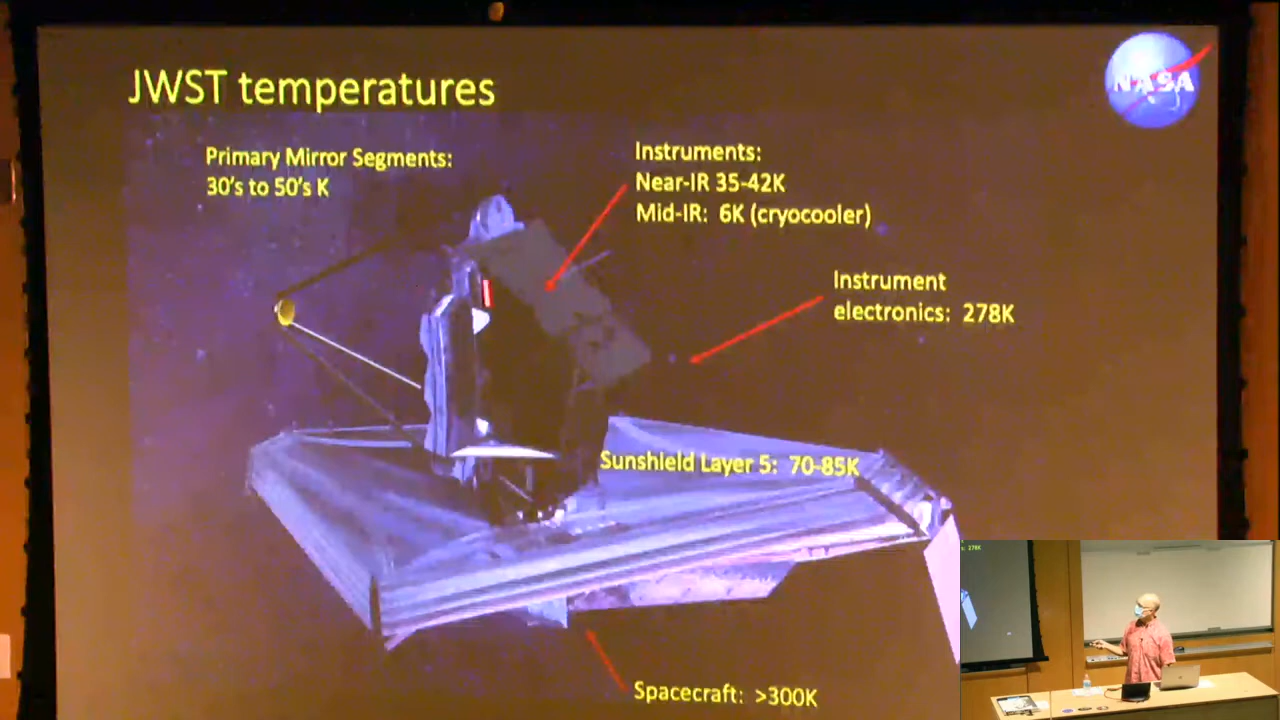 JWST temperatures
NASA
Primary Mirror Segments:
30's to 50's K
Instruments:
Near-IR 35-42K
Mid-IR: 6K (cryocooler)
Instrument
electronics: 278K
Sunshield Layer 5: 70-85K
Spacecraft: >300K
: 278K